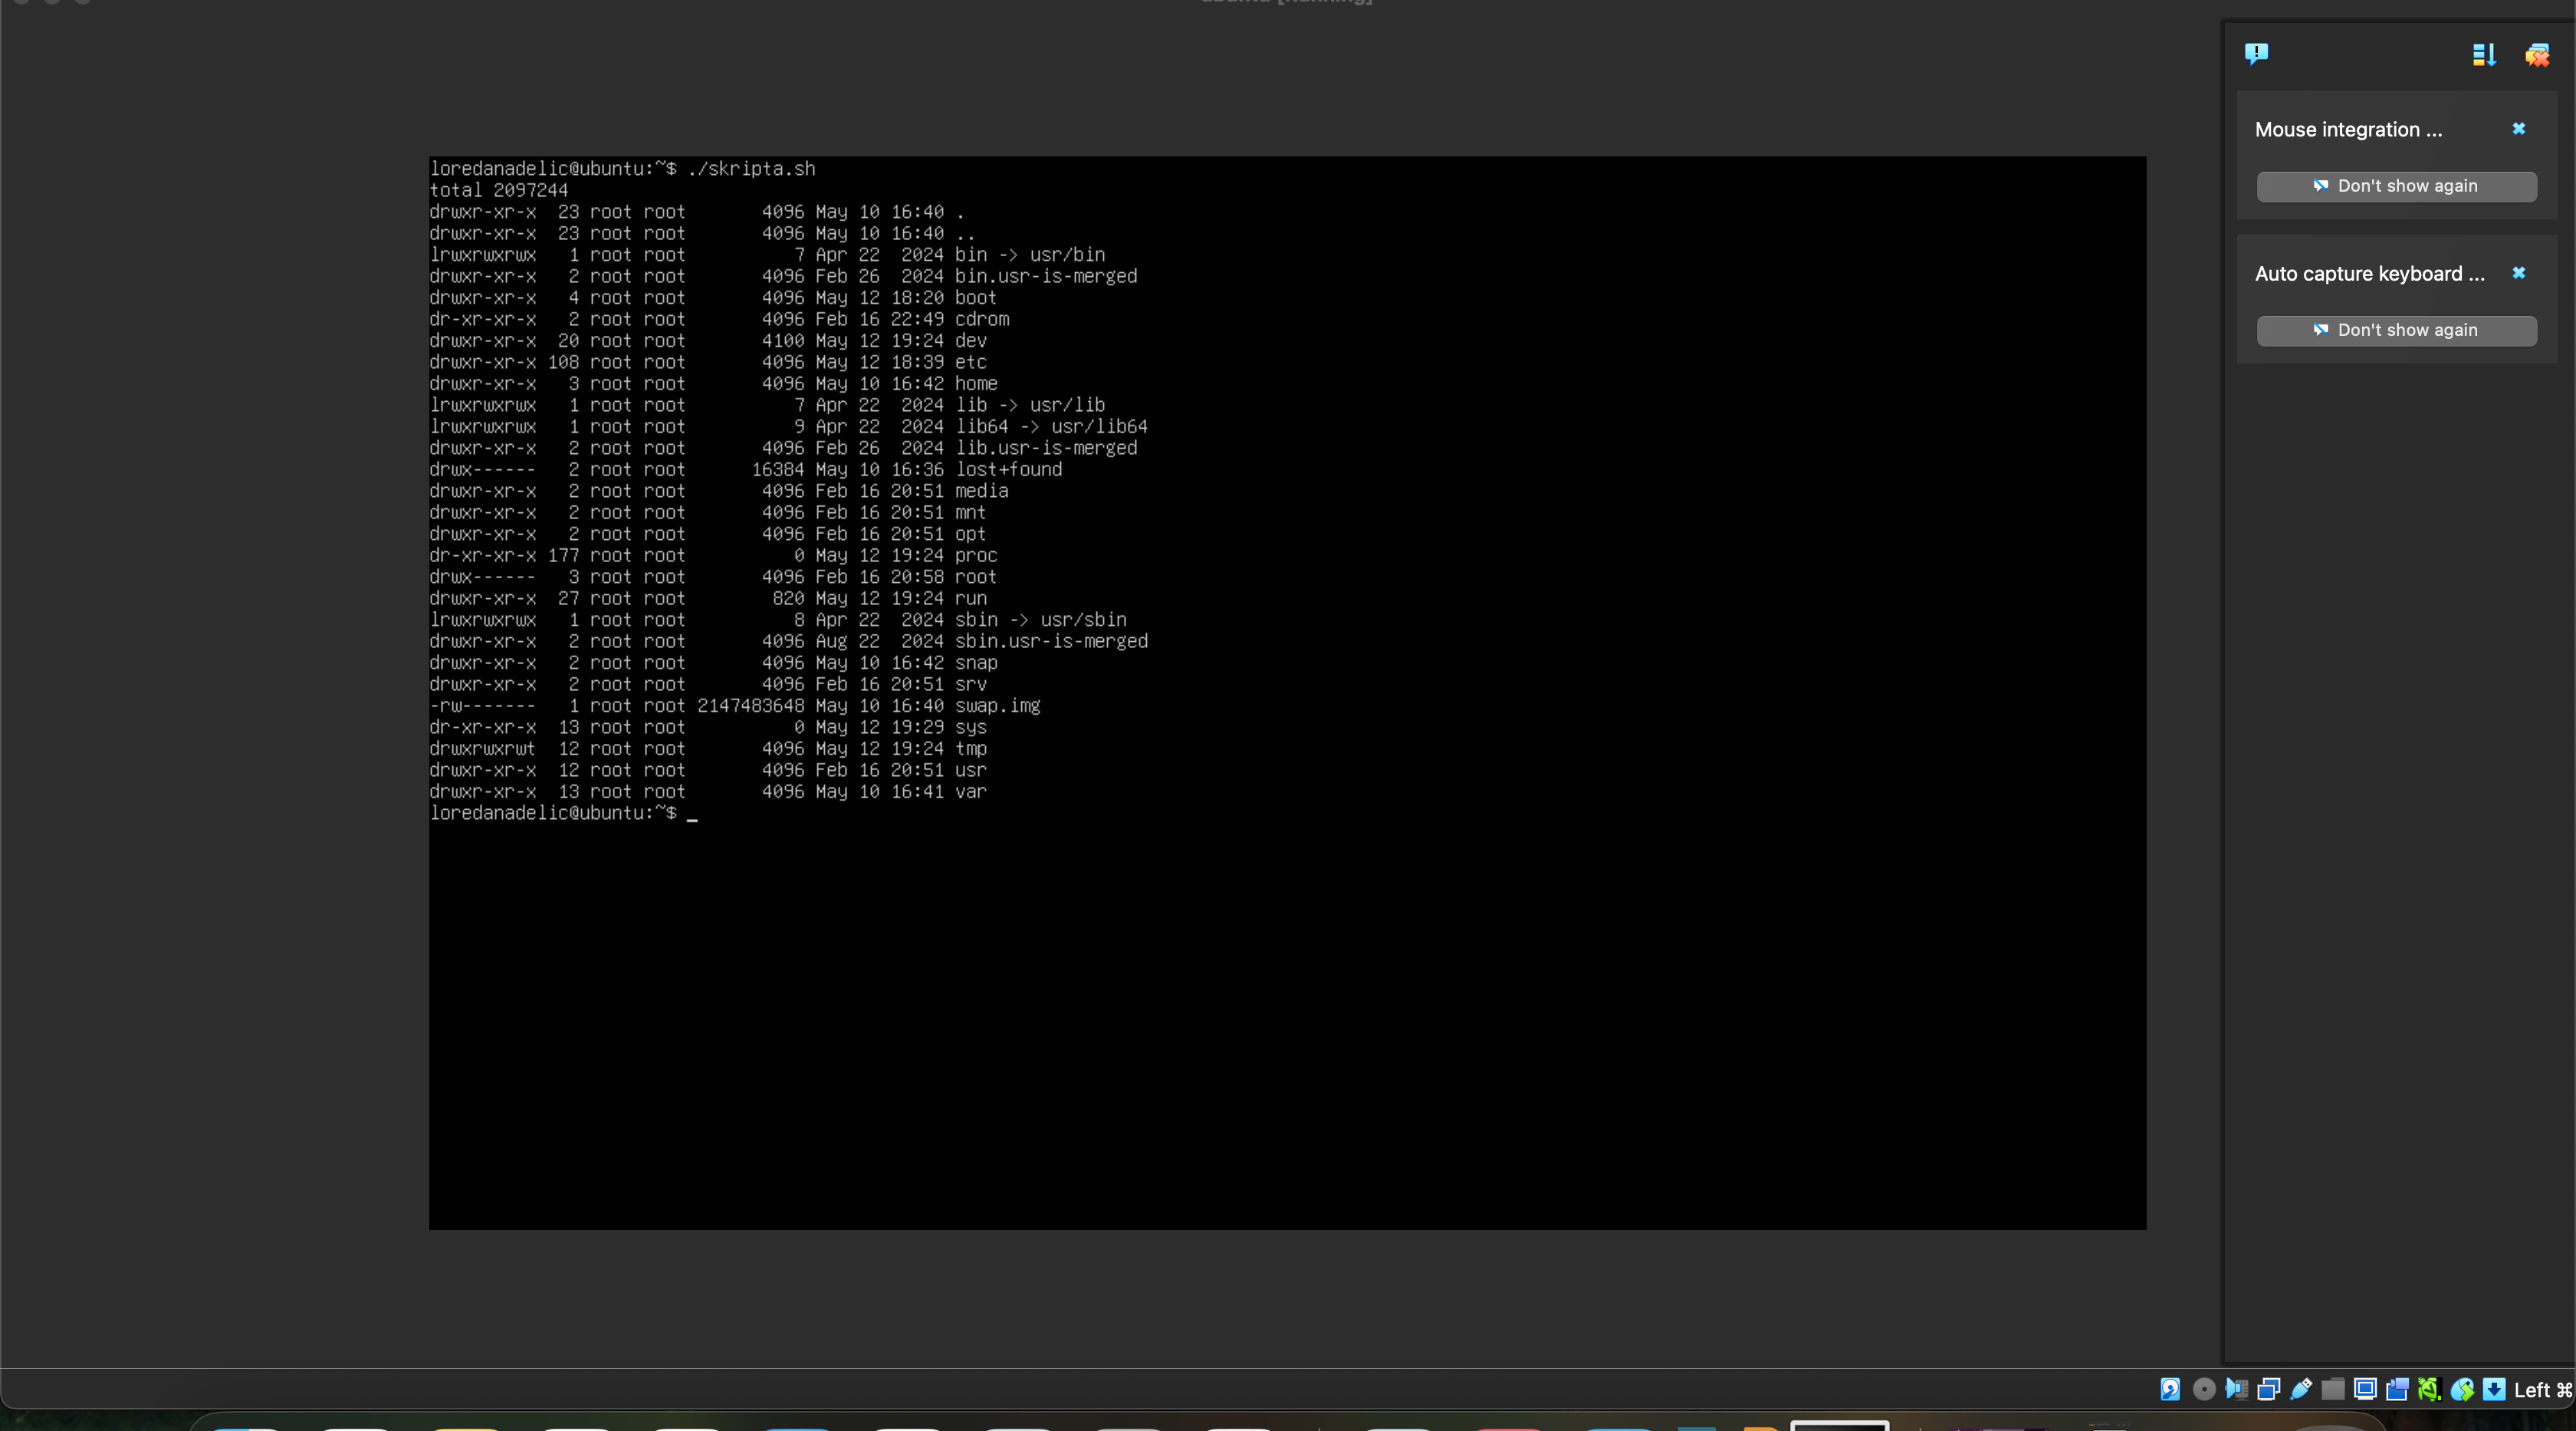 loredanadelic@ubuntu:~$ ./skripta.sh
total 2097244
drwxr-xr-x  23 root root       4096 May 10 16:40 .
drwxr-xr-x  23 root root       4096 May 10 16:40 ..
lrwxrwxrwx   1 root root          7 Apr 22  2024 bin -> usr/bin
drwxr-xr-x   2 root root       4096 Feb 26  2024 bin.usr-is-merged
drwxr-xr-x   4 root root       4096 May 12 18:20 boot
dr-xr-xr-x   2 root root       4096 Feb 16 22:49 cdrom
drwxr-xr-x  20 root root       4100 May 12 19:24 dev
drwxr-xr-x 108 root root       4096 May 12 18:39 etc
drwxr-xr-x   3 root root       4096 May 10 16:42 home
lrwxrwxrwx   1 root root          7 Apr 22  2024 lib -> usr/lib
lrwxrwxrwx   1 root root          9 Apr 22  2024 lib64 -> usr/lib64
drwxr-xr-x   2 root root       4096 Feb 26  2024 lib.usr-is-merged
drwx------   2 root root      16384 May 10 16:36 lost+found
drwxr-xr-x   2 root root       4096 Feb 16 20:51 media
drwxr-xr-x   2 root root       4096 Feb 16 20:51 mnt
drwxr-xr-x   2 root root       4096 Feb 16 20:51 opt
dr-xr-xr-x 177 root root          0 May 12 19:24 proc
drwx------   3 root root       4096 Feb 16 20:58 root
drwxr-xr-x  27 root root        820 May 12 19:24 run
lrwxrwxrwx   1 root root          8 Apr 22  2024 sbin -> usr/sbin
drwxr-xr-x   2 root root       4096 Aug 22  2024 sbin.usr-is-merged
drwxr-xr-x   2 root root       4096 May 10 16:42 snap
drwxr-xr-x   2 root root       4096 Feb 16 20:51 srv
-rw-------   1 root root 2147483648 May 10 16:40 swap.img
dr-xr-xr-x  13 root root          0 May 12 19:29 sys
drwxrwxrwt  12 root root       4096 May 12 19:24 tmp
drwxr-xr-x  12 root root       4096 Feb 16 20:51 usr
drwxr-xr-x  13 root root       4096 May 10 16:41 var
loredanadelic@ubuntu:~$ _
Mouse integration ...
Don't show again
Auto capture keyboard ...
Don't show again
Left ⌘